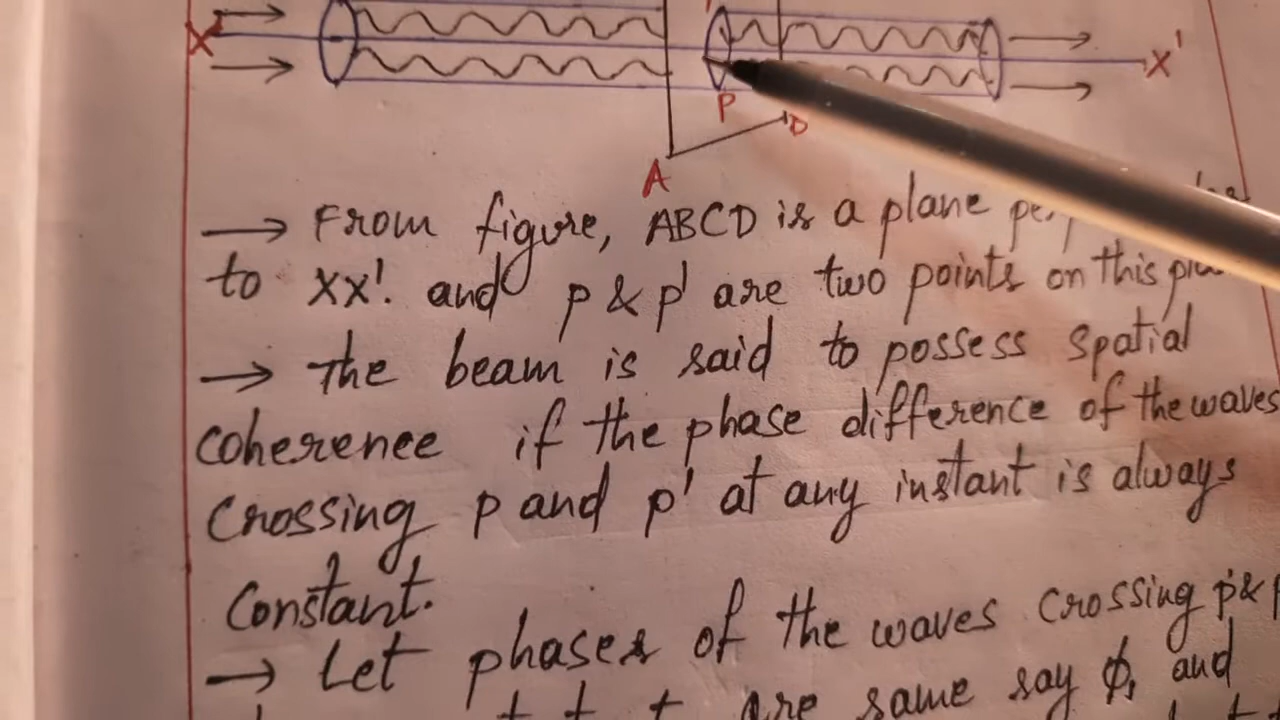 X X'
P
A D
→ From figure, ABCD is a plane
to XX'. and p & p' are two points on this
→ The beam is said to possess spatial
coherenee if the phase difference of the waves
crossing p and p' at any instant is always
constant.
→ Let phases of the waves crossing p &
are same say ϕ, and